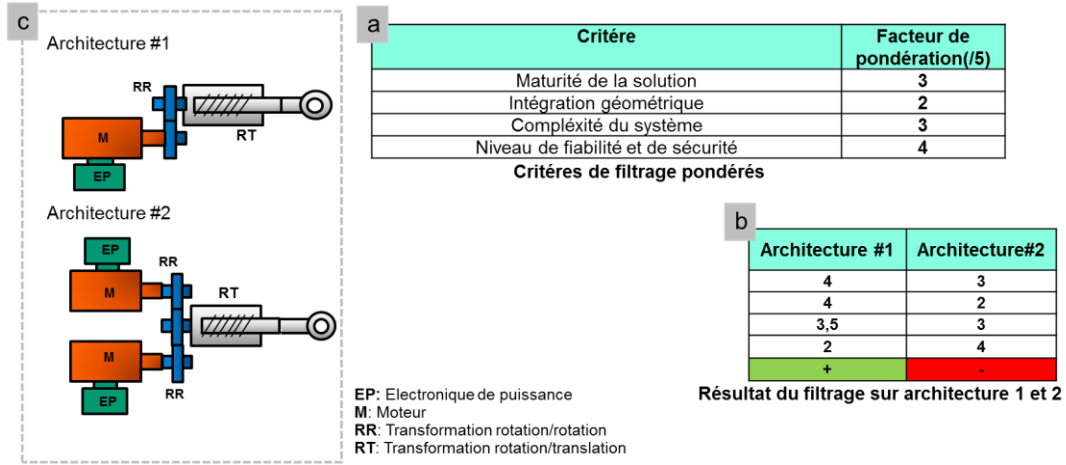 c
Architecture #1
RR
M
RT
EP
Architecture #2
EP
RR
M
RT
M
EP
RR
a
Critére Facteur de
pondération(/5)
Maturité de la solution 3
Intégration géométrique 2
Compléxité du système 3
Niveau de fiabilité et de sécurité 4
Critéres de filtrage pondérés
b
Architecture #1 Architecture#2
4 3
4 2
3,5 3
2 4
+ -
Résultat du filtrage sur architecture 1 et 2
EP: Electronique de puissance
M: Moteur
RR: Transformation rotation/rotation
RT: Transformation rotation/translation